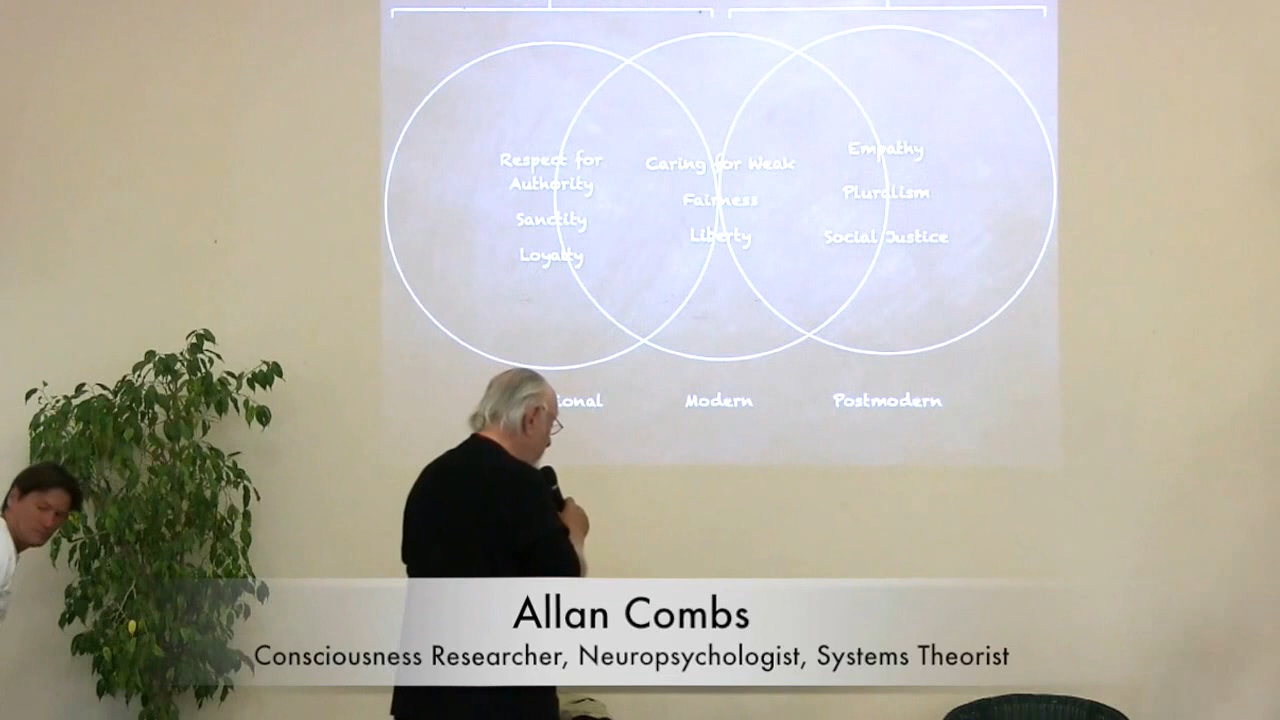 Respect for
Authority
Sanctity
Loyalty
Caring for Weak
Fairness
Liberty
Empathy
Pluralism
Social Justice
Modern
Postmodern
Allan Combs
Consciousness Researcher, Neuropsychologist, Systems Theorist